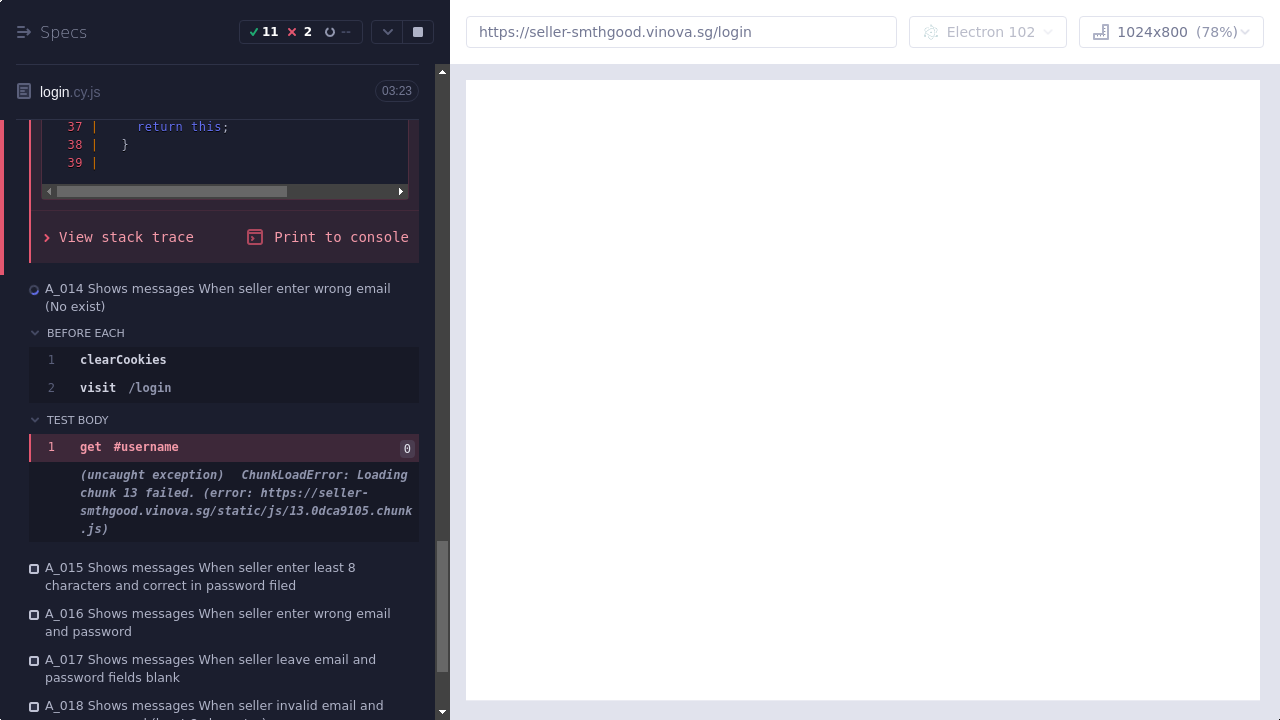 Specs
11 2 --
https://seller-smthgood.vinova.sg/login
Electron 102
1024x800 (78%)
login.cy.js
03:23
37 | return this;
38 | }
39 |
View stack trace
Print to console
A_014 Shows messages When seller enter wrong email
(No exist)
BEFORE EACH
1 clearCookies
2 visit /login
TEST BODY
1 get #username 0
(uncaught exception) ChunkLoadError: Loading
chunk 13 failed. (error: https://seller-
smthgood.vinova.sg/static/js/13.0dca9105.chunk
.js)
A_015 Shows messages When seller enter least 8
characters and correct in password filed
A_016 Shows messages When seller enter wrong email
and password
A_017 Shows messages When seller leave email and
password fields blank
A_018 Shows messages When seller invalid email and